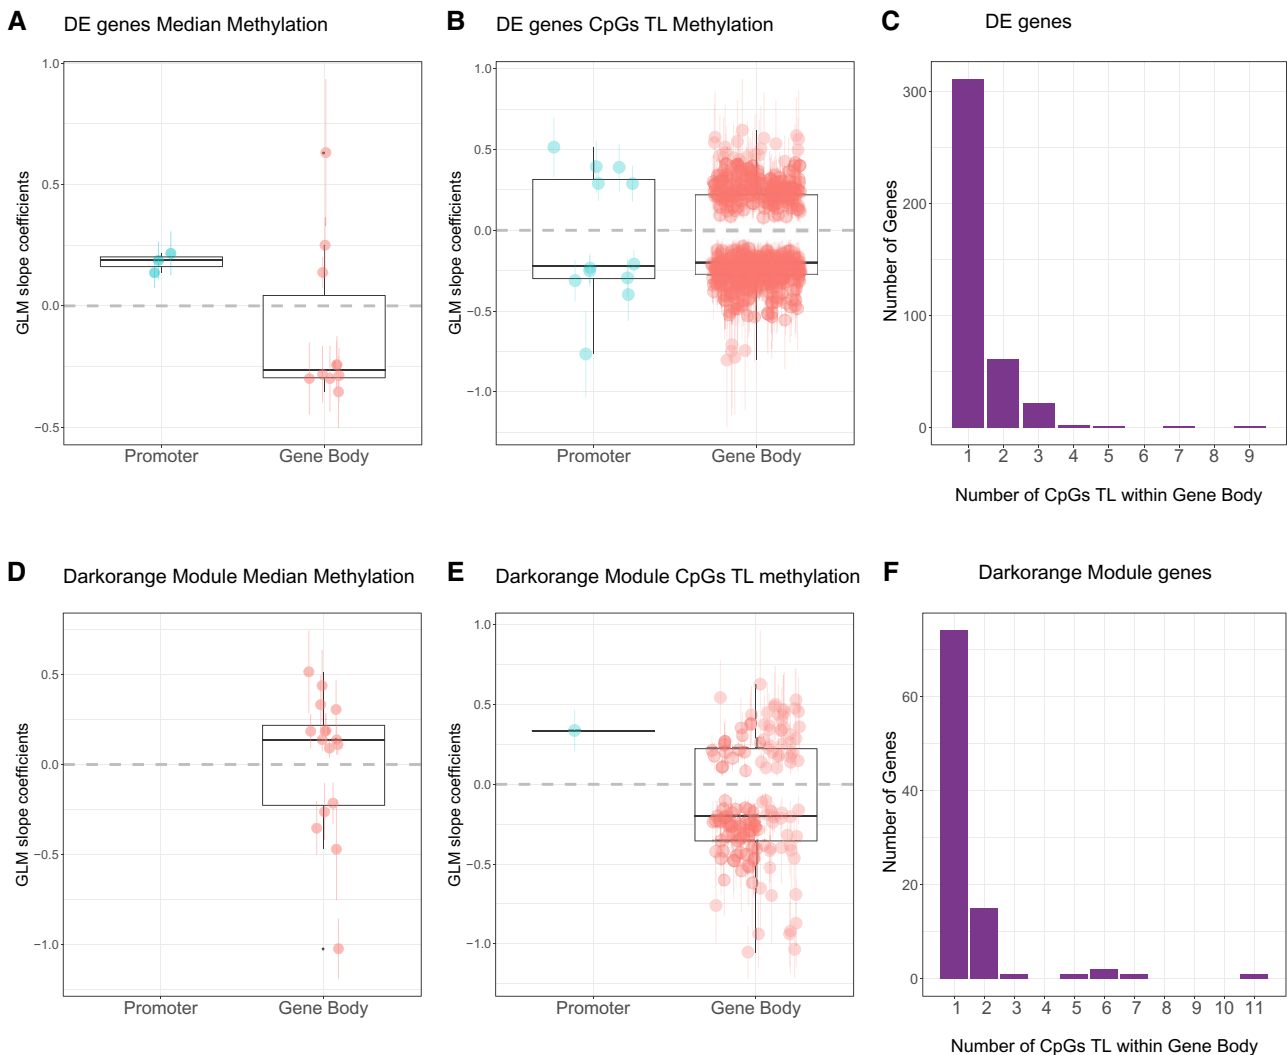 A DE genes Median Methylation
1.0
0.5
0.0
−0.5
GLM slope coefficients
Promoter Gene Body
B DE genes CpGs TL Methylation
1.0
0.5
0.0
−0.5
−1.0
GLM slope coefficients
Promoter Gene Body
C DE genes
300
200
100
0
Number of Genes
1 2 3 4 5 6 7 8 9
Number of CpGs TL within Gene Body
D Darkorange Module Median Methylation
0.5
0.0
−0.5
−1.0
GLM slope coefficients
Promoter Gene Body
E Darkorange Module CpGs TL methylation
1.0
0.5
0.0
−0.5
−1.0
GLM slope coefficients
Promoter Gene Body
F Darkorange Module genes
60
40
20
0
Number of Genes
1 2 3 4 5 6 7 8 9 10 11
Number of CpGs TL within Gene Body